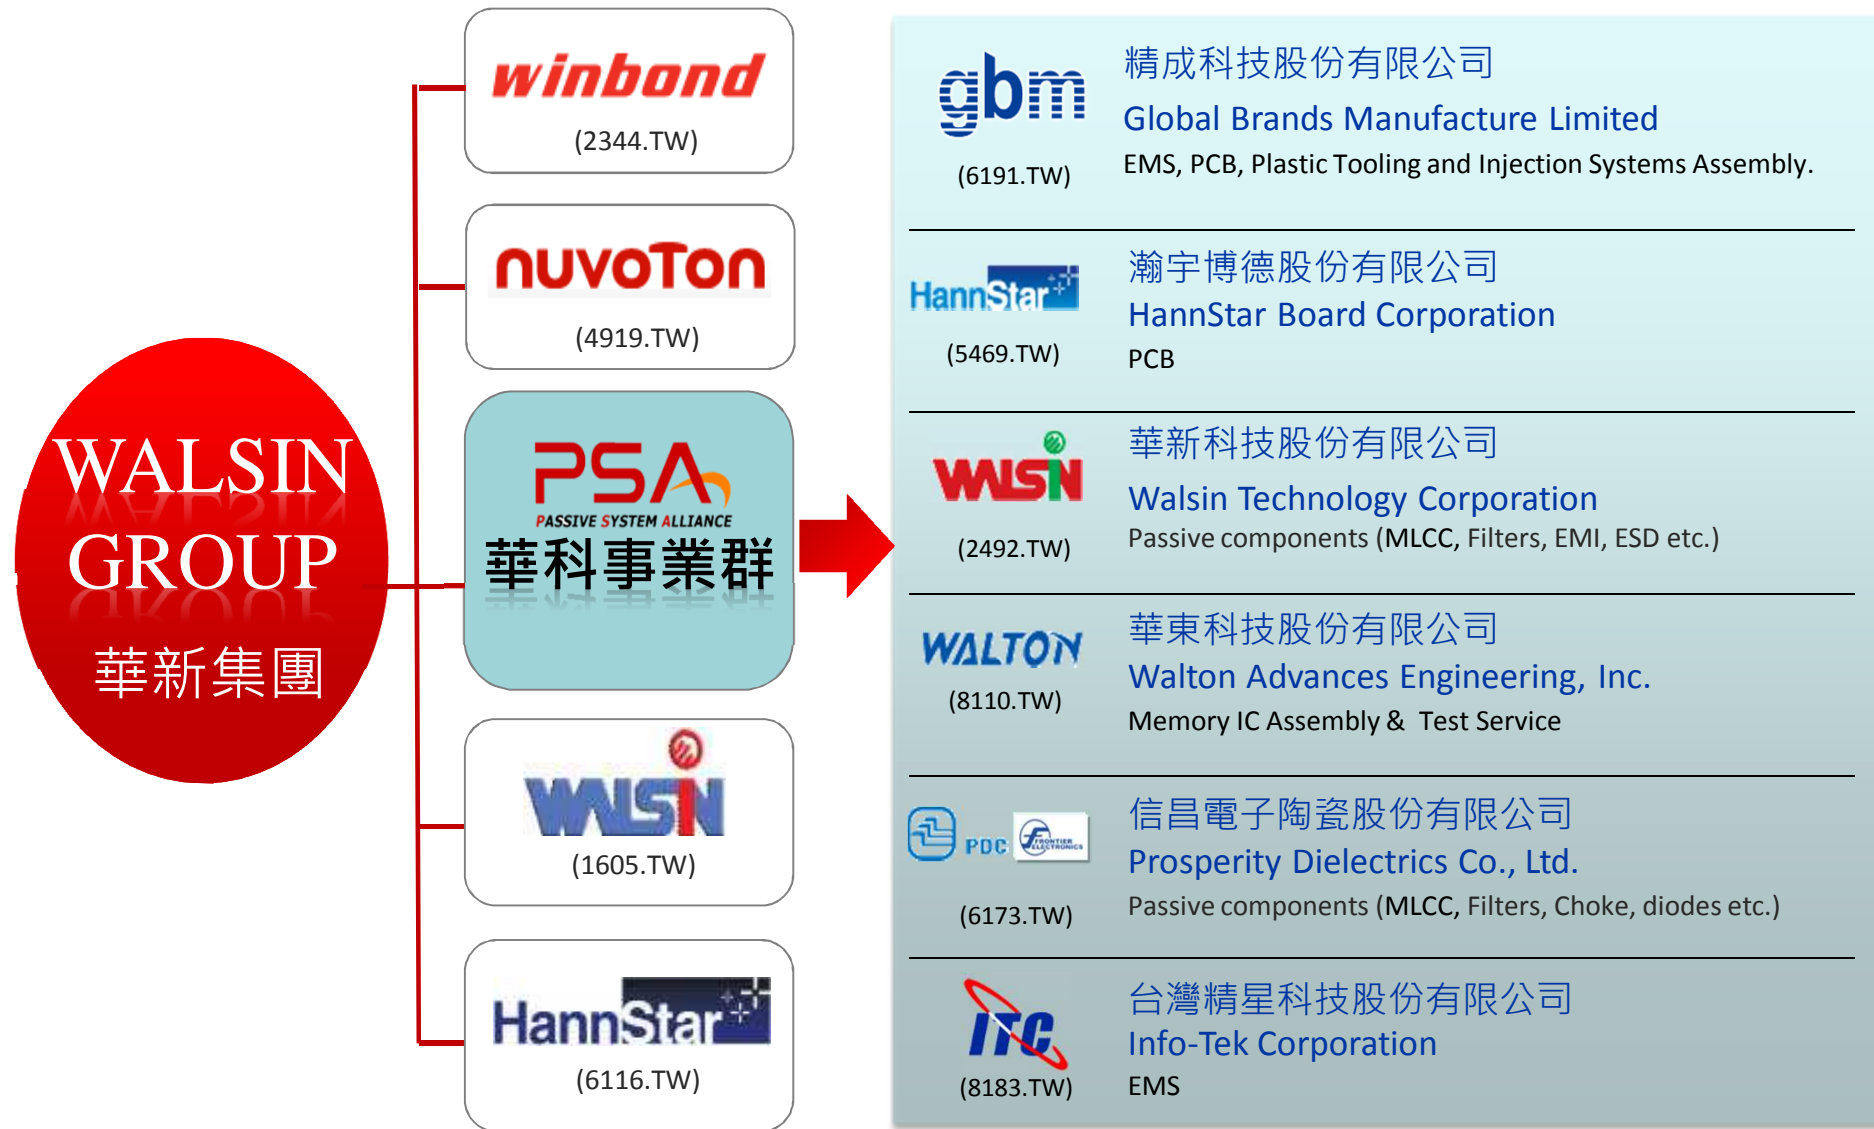 WALSIN
GROUP
華新集團
winbond
(2344.TW)
nuvoTon
(4919.TW)
PSA
PASSIVE SYSTEM ALLIANCE
華科事業群
WALSIN
(1605.TW)
HannStar
(6116.TW)
gbm
(6191.TW)
精成科技股份有限公司
Global Brands Manufacture Limited
EMS, PCB, Plastic Tooling and Injection Systems Assembly.
HannStar
(5469.TW)
瀚宇博德股份有限公司
HannStar Board Corporation
PCB
WALSIN
(2492.TW)
華新科技股份有限公司
Walsin Technology Corporation
Passive components (MLCC, Filters, EMI, ESD etc.)
WALTON
(8110.TW)
華東科技股份有限公司
Walton Advances Engineering, Inc.
Memory IC Assembly & Test Service
PDC
FRONTIER
ELECTRONICS
(6173.TW)
信昌電子陶瓷股份有限公司
Prosperity Dielectrics Co., Ltd.
Passive components (MLCC, Filters, Choke, diodes etc.)
ITC
(8183.TW)
台灣精星科技股份有限公司
Info-Tek Corporation
EMS